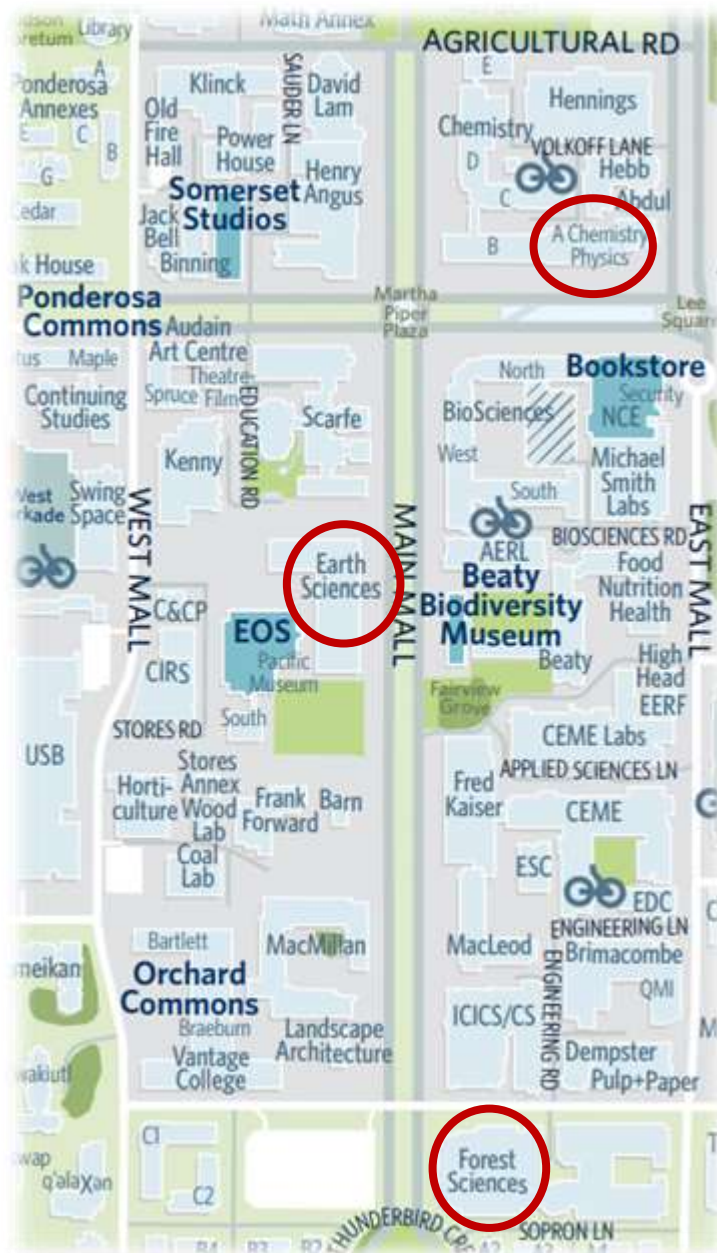 Math Annex
Library
AGRICULTURAL RD
A
E
Ponderosa
Annexes
Klinck
SAUDER LN
David
Lam
Hennings
Old
Fire
Hall
Power
House
Chemistry
VOLKOFF LANE
E
C
B
G
D
Hebb
Henry
Angus
Somerset
Studios
C
Abdul
Cedar
Jack
Bell
Binning
B
A Chemistry
Physics
House
Ponderosa
Commons
Martha
Piper
Plaza
Lee
Square
Audain
Art Centre
Maple
Theatre-
Film
Spruce
North
Bookstore
Security
NCE
Continuing
Studies
EDUCATION RD
Scarfe
BioSciences
Kenny
West
Michael
Smith
Labs
South
West
Swing
Space
WEST MALL
MAIN MALL
EAST MALL
BIOSCIENCES RD
Earth
Sciences
AERL
Beaty
Biodiversity
Museum
Food
Nutrition
Health
C&CP
EOS
Pacific
Museum
CIRS
Beaty
High
Head
EERF
Fairview
Grove
South
STORES RD
CEME Labs
USB
APPLIED SCIENCES LN
Stores
Annex
Wood
Lab
Horti-
culture
Frank
Forward
Barn
Fred
Kaiser
CEME
Coal
Lab
ESC
EDC
ENGINEERING LN
Bartlett
MacMillan
MacLeod
Brimacombe
ENGINEERING RD
QMI
Orchard
Commons
Braeburn
ICICS/CS
Landscape
Architecture
Vantage
College
Dempster
Pulp+Paper
C1
C2
Forest
Sciences
q'əlaχan
SOPRON LN
B4
B3
B2
A2